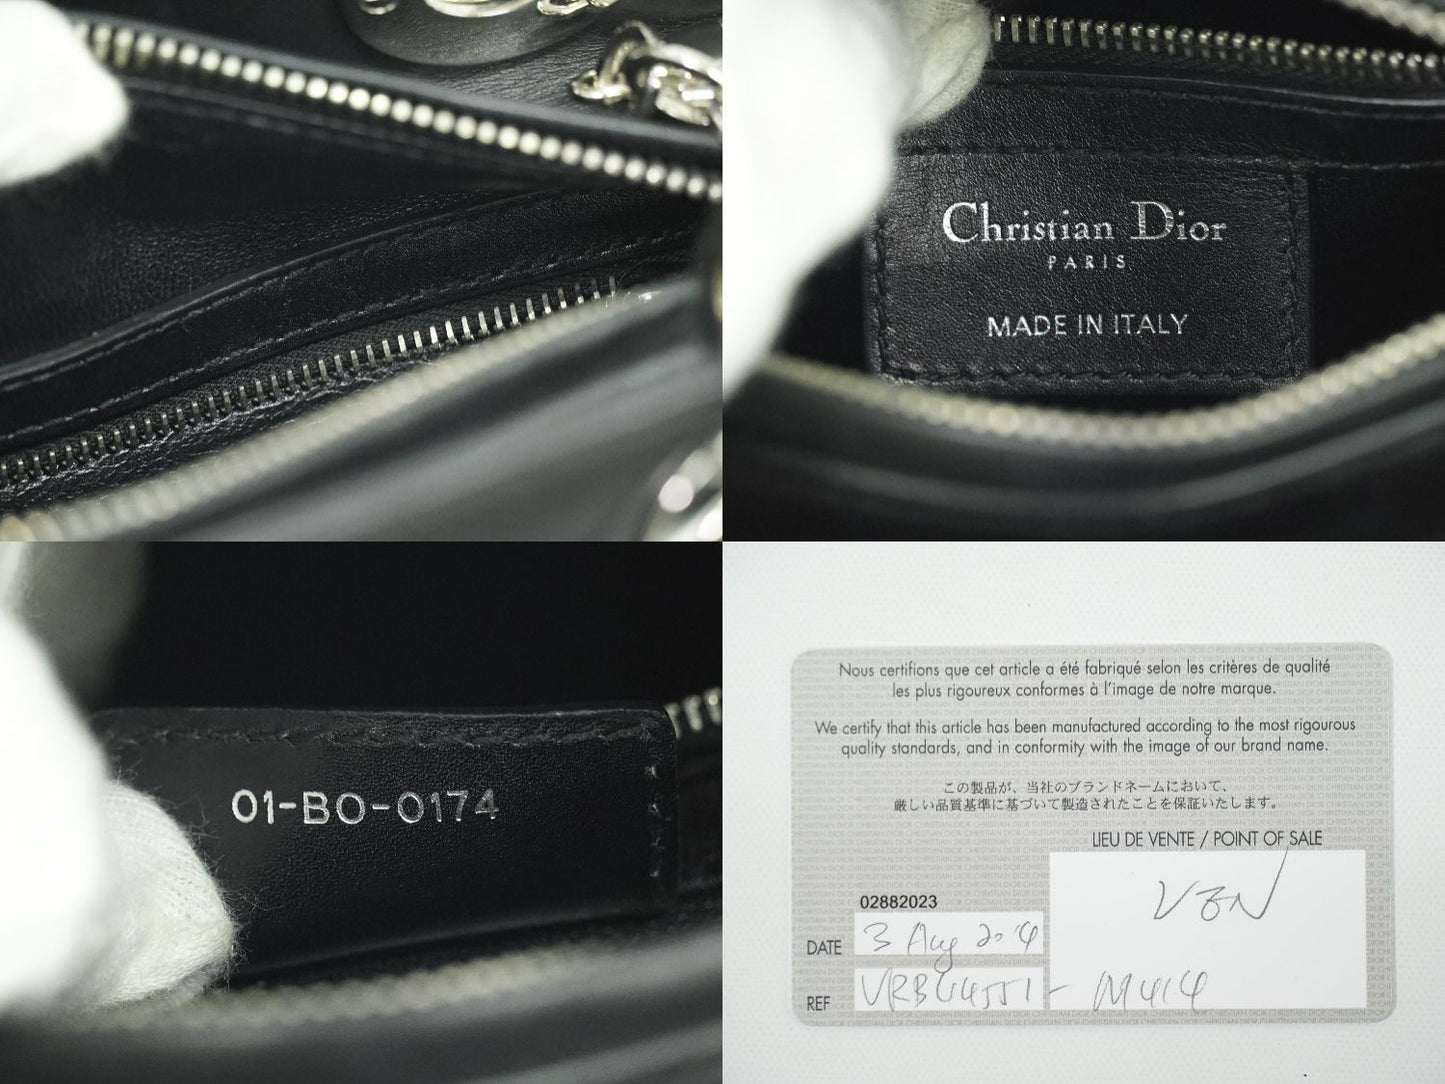 Christian Dior
PARIS
MADE IN ITALY
01-BO-0174
Nous certifions que cet article a été fabriqué selon les critères de qualité
les plus rigoureux conformes à l'image de notre marque.
We certify that this article has been manufactured according to the most rigourous
quality standards, and in conformity with the image of our brand name.
この製品が、当社のブランドネームにおいて、
厳しい品質基準に基づいて製造されたことを保証いたします。
LIEU DE VENTE / POINT OF SALE
02882023
DATE 3 Aug 2014
REF